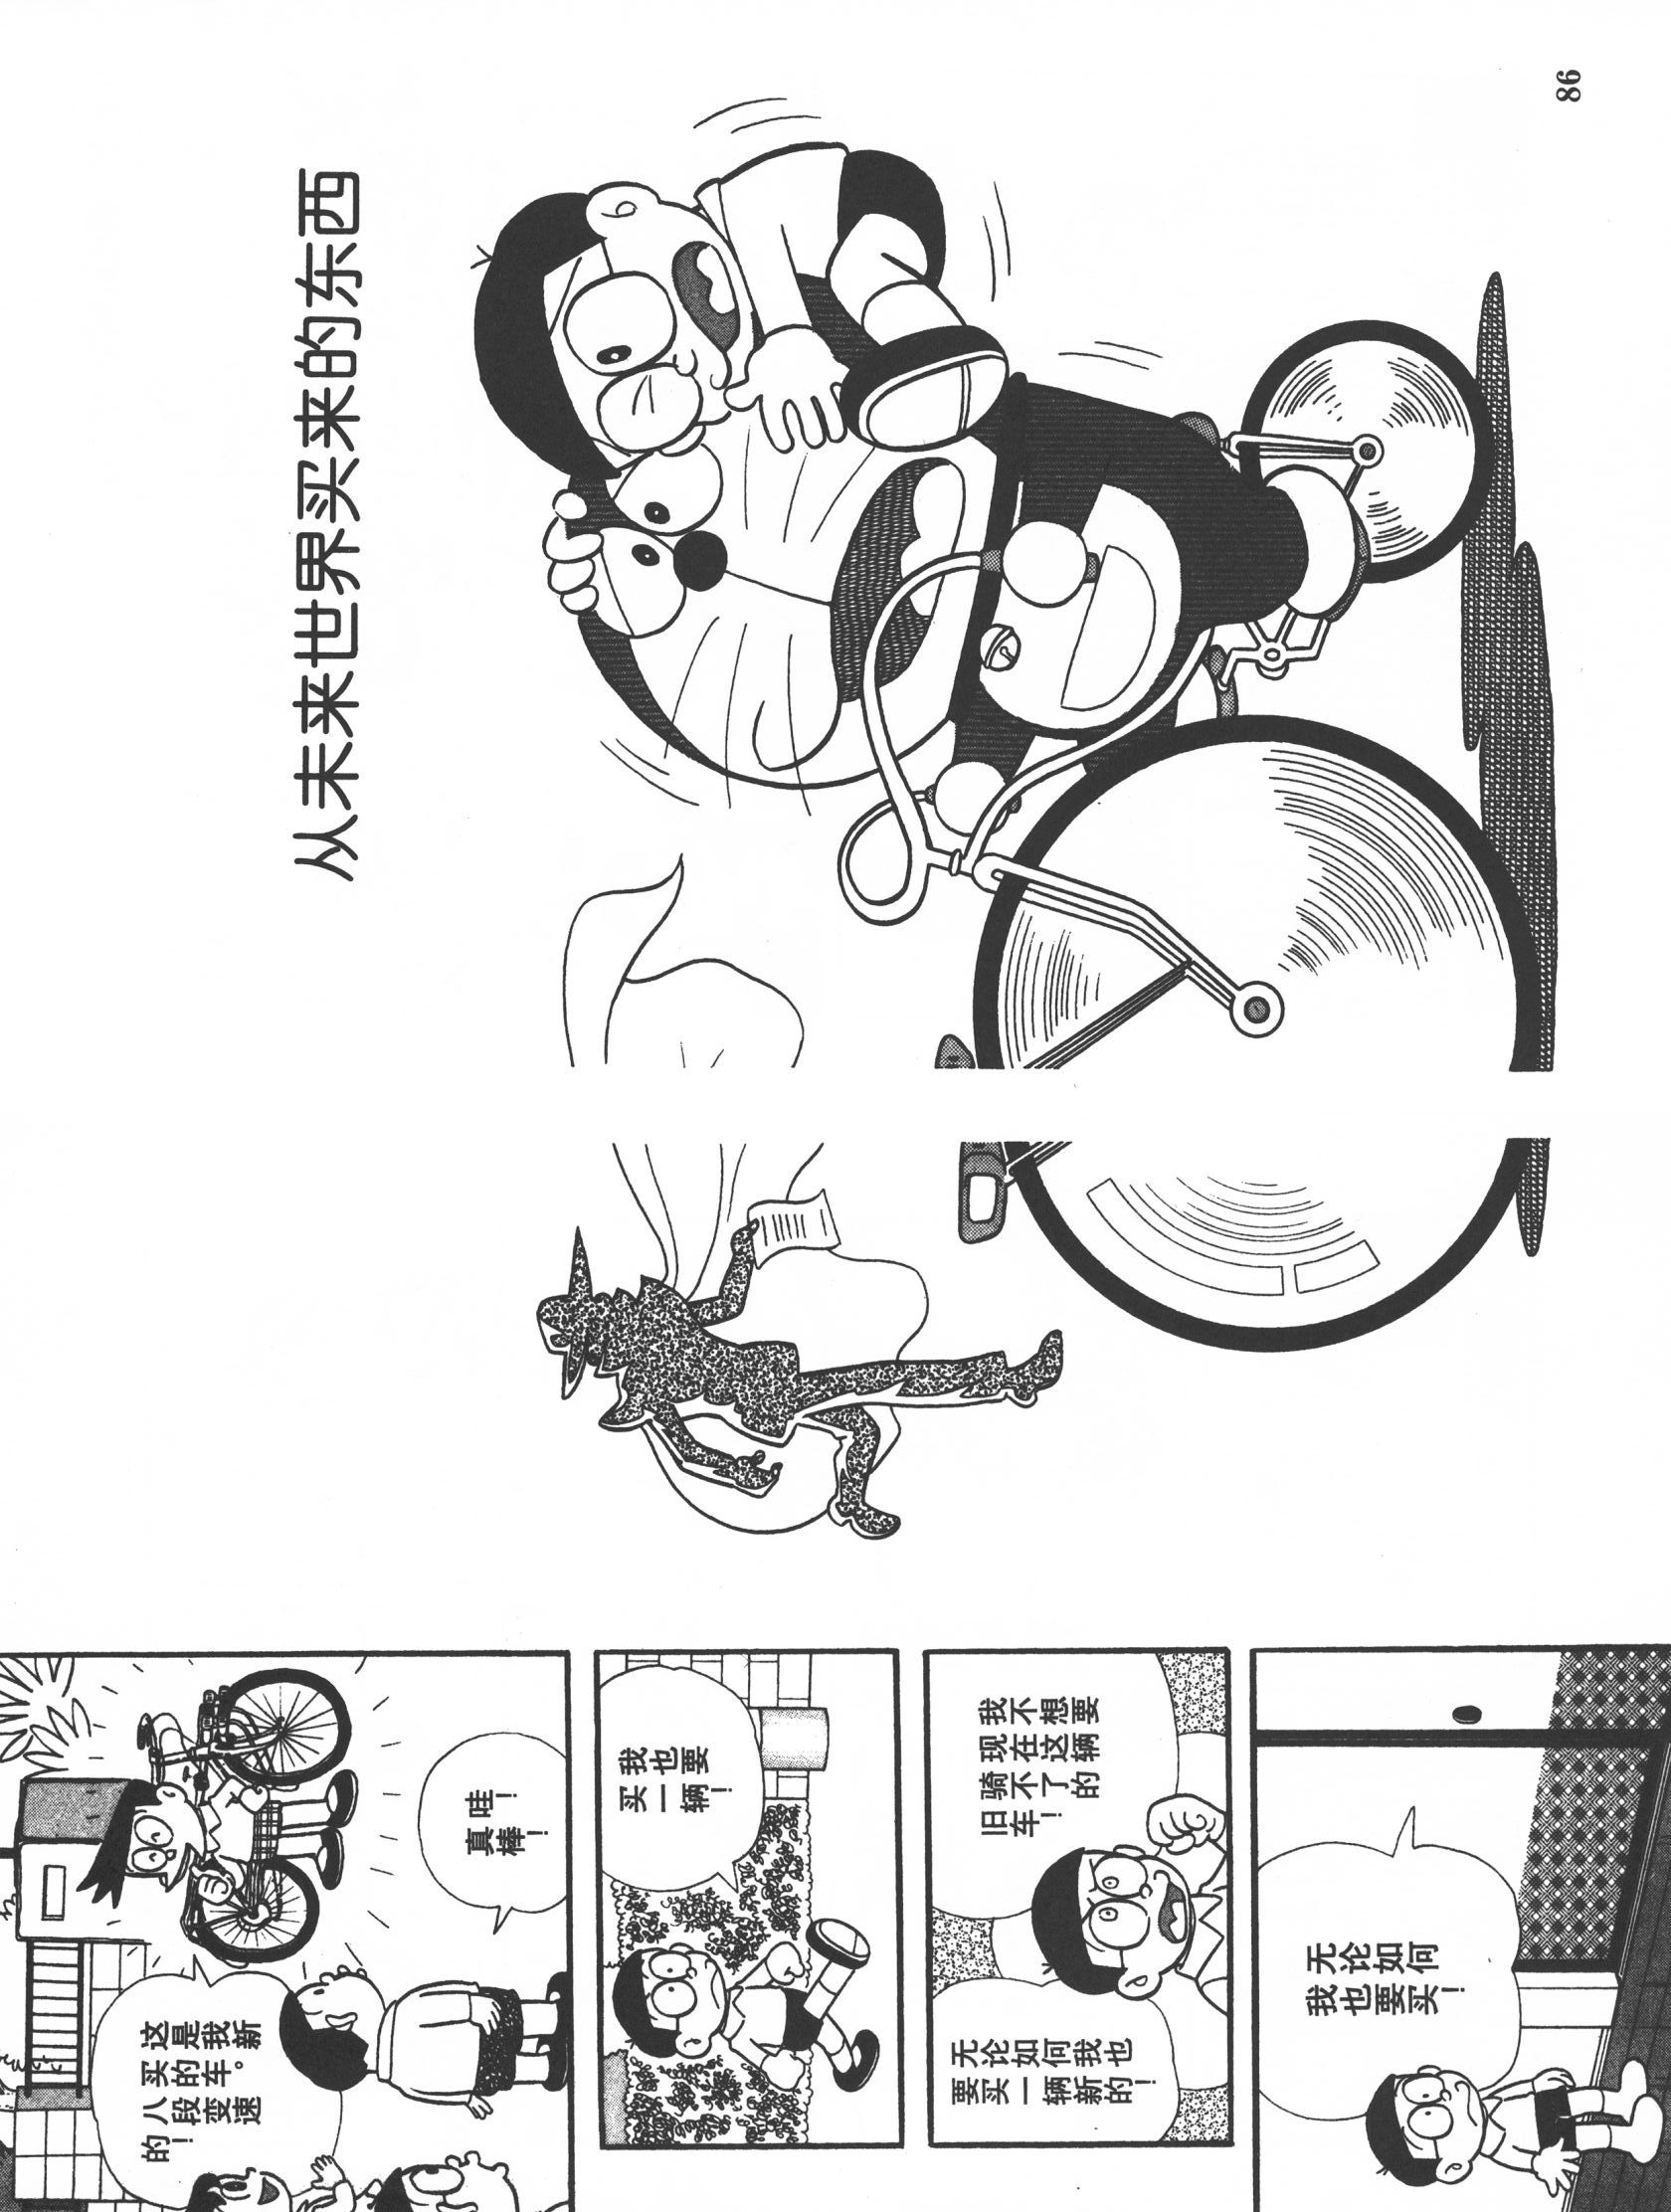 从未来世界买来的东西
86
哇！
真棒！
这是我新
买的车。
八段变速
的！
我也要
买一辆！
我不想要
现在这辆
骑不了的
旧车！
无论如何我也
要买一辆新的！
无论如何
我也要买！